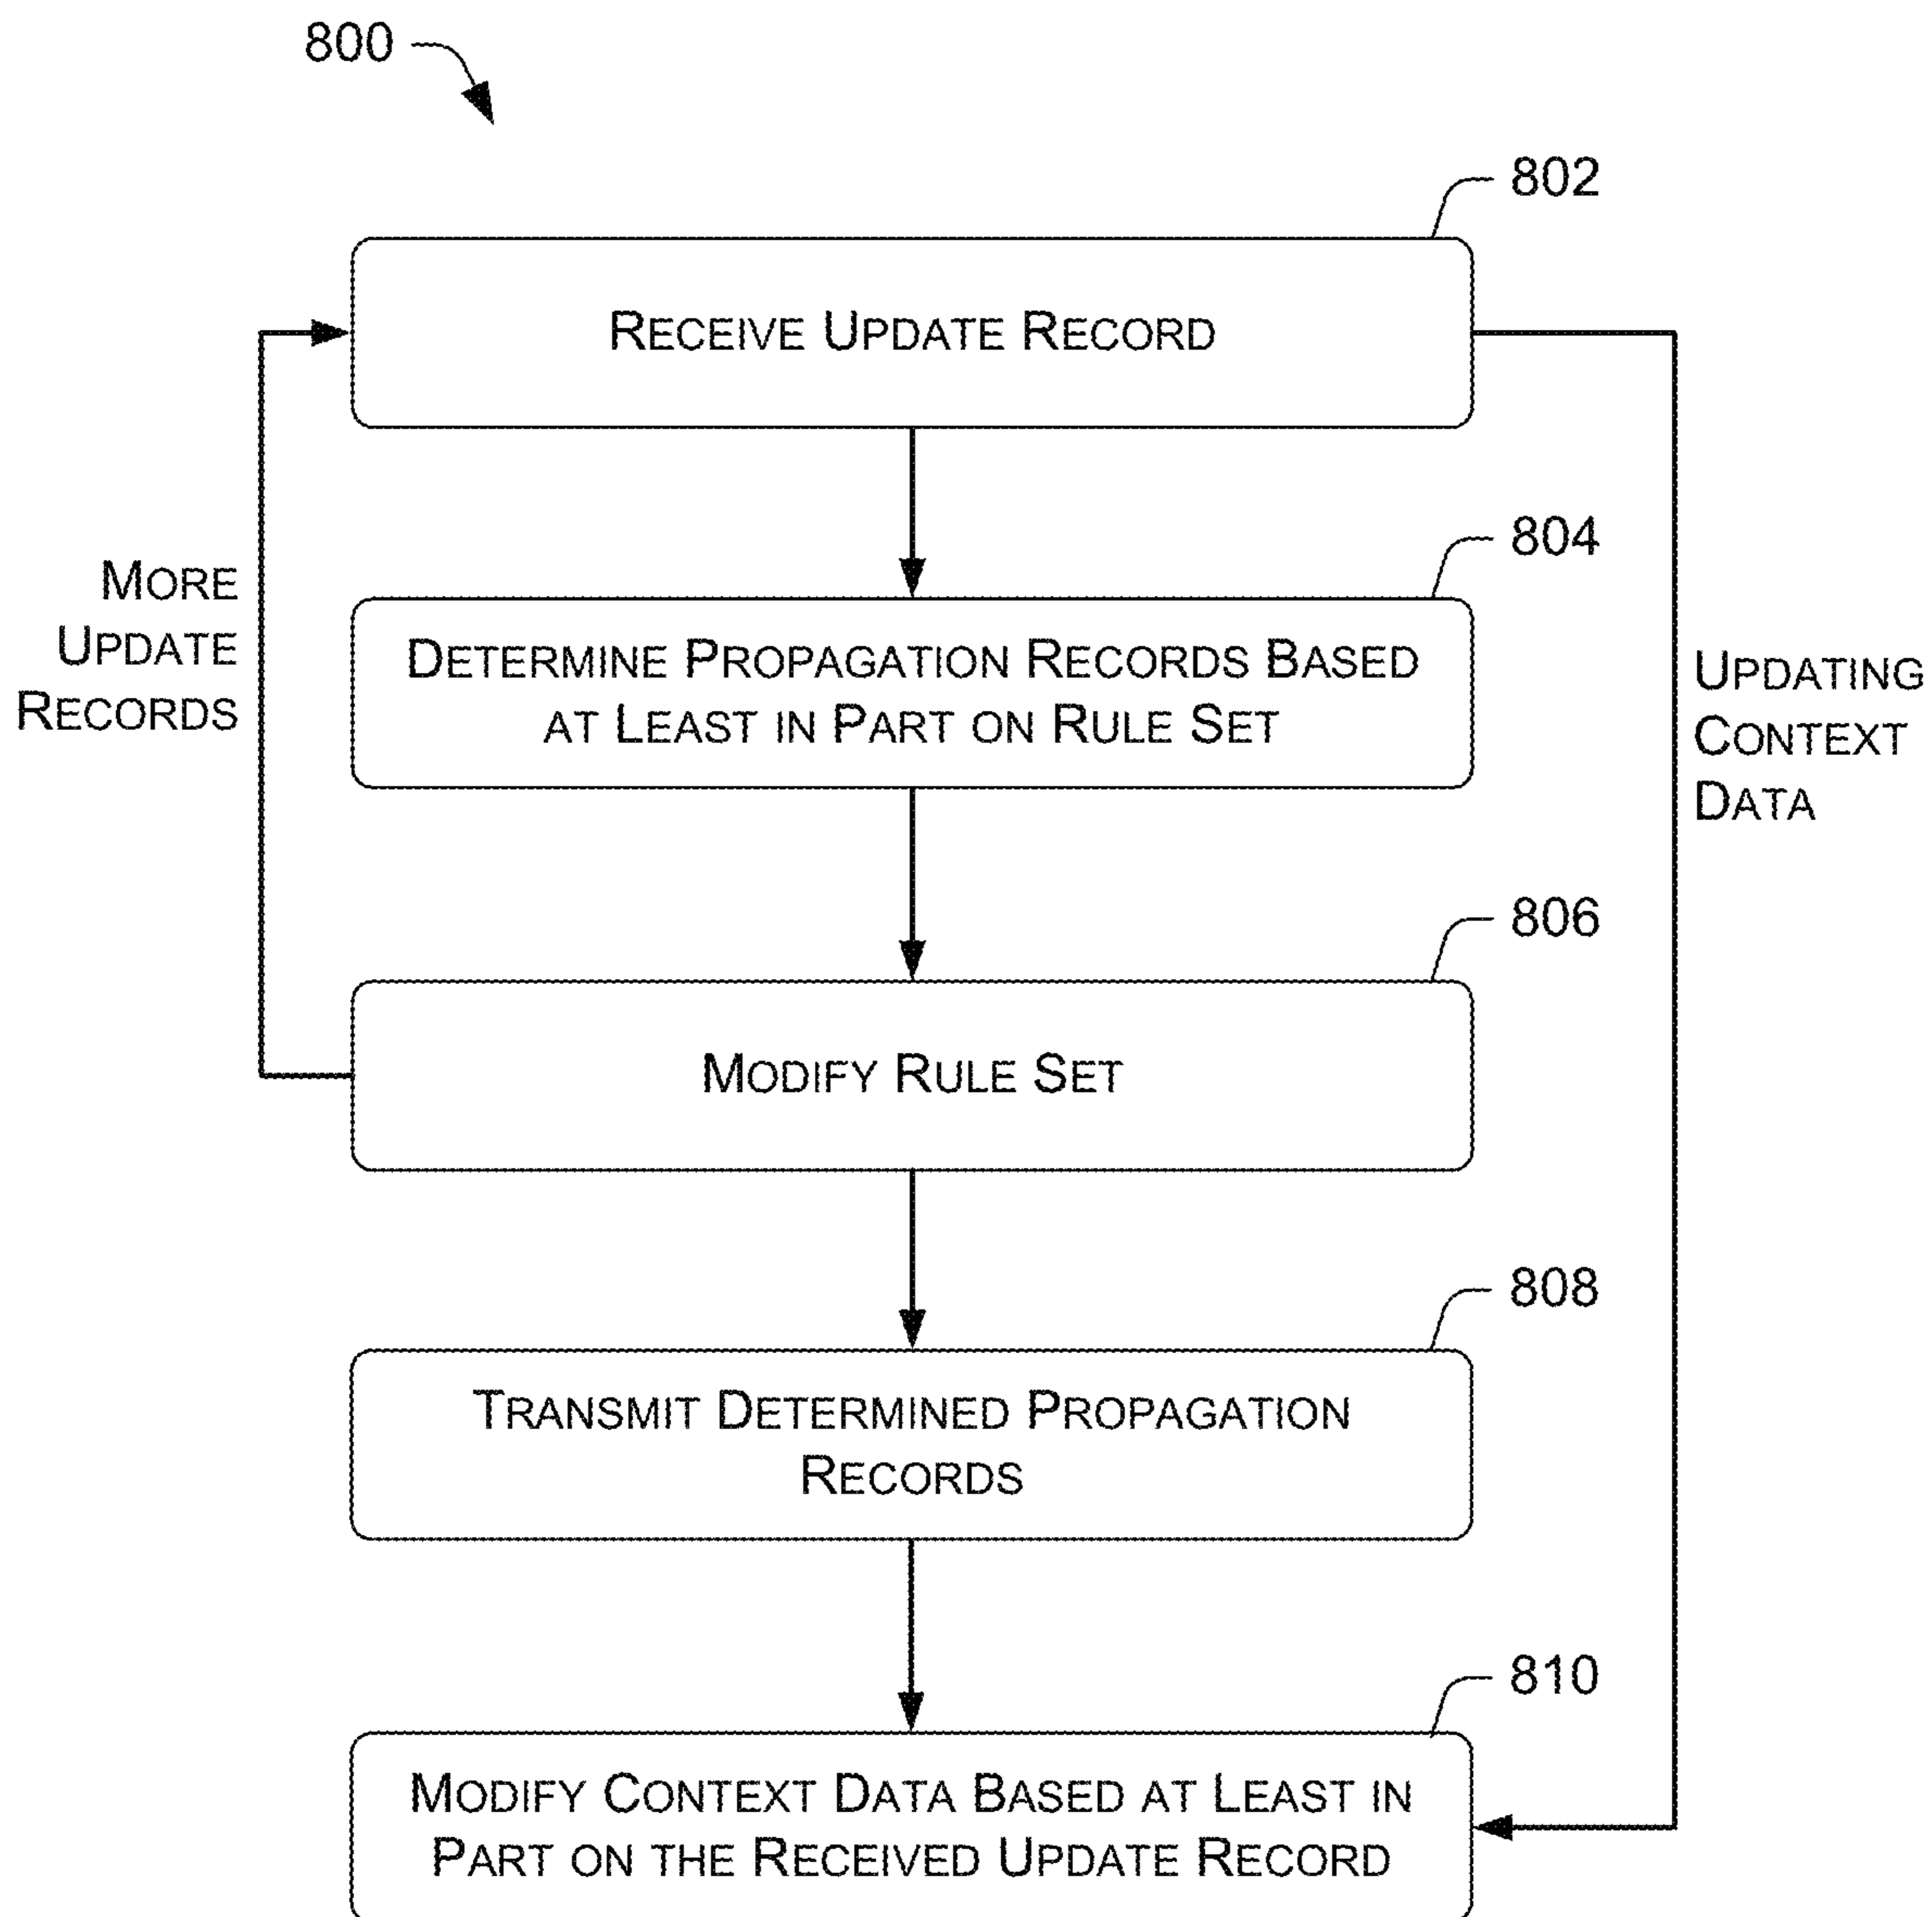 800
802
RECEIVE UPDATE RECORD
804
MORE
UPDATE
RECORDS
DETERMINE PROPAGATION RECORDS BASED
AT LEAST IN PART ON RULE SET
UPDATING
CONTEXT
DATA
806
MODIFY RULE SET
808
TRANSMIT DETERMINED PROPAGATION
RECORDS
810
MODIFY CONTEXT DATA BASED AT LEAST IN
PART ON THE RECEIVED UPDATE RECORD